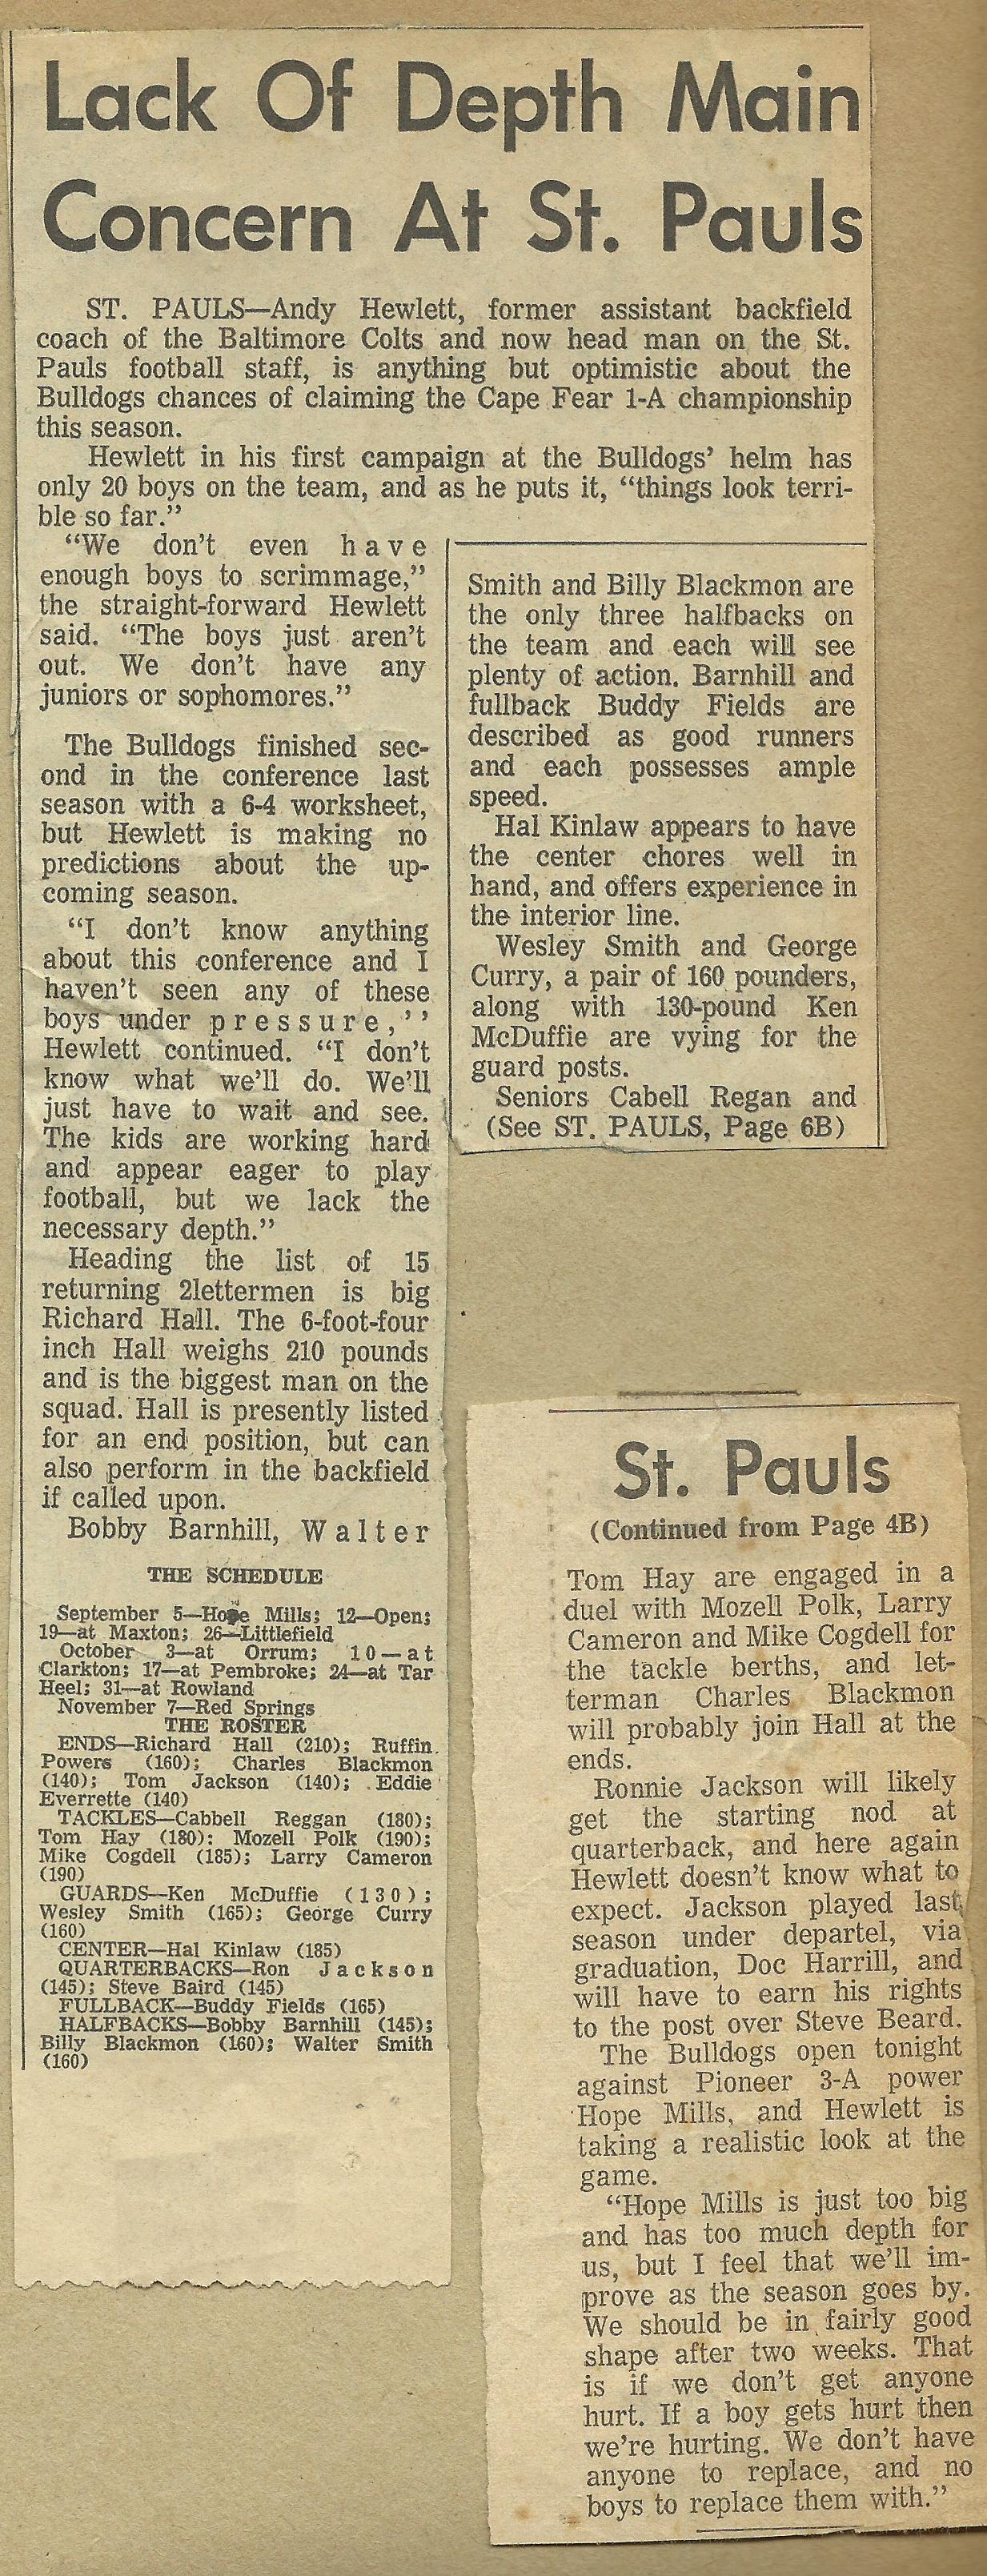 Lack Of Depth Main
Concern At St. Pauls
ST. PAULS—Andy Hewlett, former assistant backfield
coach of the Baltimore Colts and now head man on the St.
Pauls football staff, is anything but optimistic about the
Bulldogs chances of claiming the Cape Fear 1-A championship
this season.
Hewlett in his first campaign at the Bulldogs' helm has
only 20 boys on the team, and as he puts it, "things look terri-
ble so far."
"We don't even have
enough boys to scrimmage,"
the straight-forward Hewlett
said. "The boys just aren't
out. We don't have any
juniors or sophomores."
The Bulldogs finished sec-
ond in the conference last
season with a 6-4 worksheet,
but Hewlett is making no
predictions about the up-
coming season.
"I don't know anything
about this conference and I
haven't seen any of these
boys under pressure,''
Hewlett continued. "I don't
know what we'll do. We'll
just have to wait and see.
The kids are working hard
and appear eager to play
football, but we lack the
necessary depth."
Heading the list of 15
returning 2lettermen is big
Richard Hall. The 6-foot-four
inch Hall weighs 210 pounds
and is the biggest man on the
squad. Hall is presently listed
for an end position, but can
also perform in the backfield
if called upon.
Bobby Barnhill, Walter
THE SCHEDULE
September 5—Hope Mills; 12—Open;
19—at Maxton; 26—Littlefield
October 3—at Orrum; 10—at
Clarkton; 17—at Pembroke; 24—at Tar
Heel; 31—at Rowland
November 7—Red Springs
THE ROSTER
ENDS—Richard Hall (210); Ruffin
Powers (160); Charles Blackmon
(140); Tom Jackson (140); Eddie
Everrette (140)
TACKLES—Cabbell Reggan (180);
Tom Hay (180): Mozell Polk (190);
Mike Cogdell (185); Larry Cameron
(190)
GUARDS—Ken McDuffie (130);
Wesley Smith (165); George Curry
(160)
CENTER—Hal Kinlaw (185)
QUARTERBACKS—Ron Jackson
(145); Steve Baird (145)
FULLBACK—Buddy Fields (165)
HALFBACKS—Bobby Barnhill (145);
Billy Blackmon (160); Walter Smith
(160)
Smith and Billy Blackmon are
the only three halfbacks on
the team and each will see
plenty of action. Barnhill and
fullback Buddy Fields are
described as good runners
and each possesses ample
speed.
Hal Kinlaw appears to have
the center chores well in
hand, and offers experience in
the interior line.
Wesley Smith and George
Curry, a pair of 160 pounders,
along with 130-pound Ken
McDuffie are vying for the
guard posts.
Seniors Cabell Regan and
(See ST. PAULS, Page 6B)
St. Pauls
(Continued from Page 4B)
Tom Hay are engaged in a
duel with Mozell Polk, Larry
Cameron and Mike Cogdell for
the tackle berths, and let-
terman Charles Blackmon
will probably join Hall at the
ends.
Ronnie Jackson will likely
get the starting nod at
quarterback, and here again
Hewlett doesn't know what to
expect. Jackson played last
season under departel, via
graduation, Doc Harrill, and
will have to earn his rights
to the post over Steve Beard.
The Bulldogs open tonight
against Pioneer 3-A power
Hope Mills, and Hewlett is
taking a realistic look at the
game.
"Hope Mills is just too big
and has too much depth for
us, but I feel that we'll im-
prove as the season goes by.
We should be in fairly good
shape after two weeks. That
is if we don't get anyone
hurt. If a boy gets hurt then
we're hurting. We don't have
anyone to replace, and no
boys to replace them with."